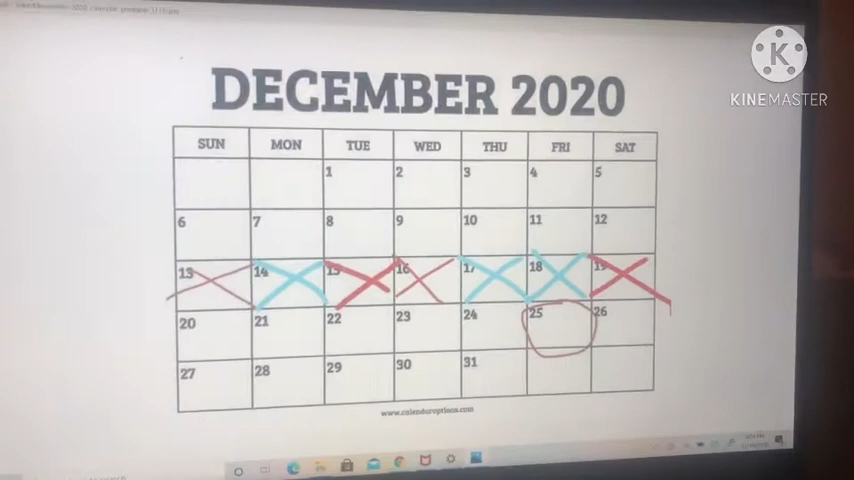 KINEMASTER
DECEMBER 2020
SUN MON TUE WED THU FRI SAT
1 2 3 4 5
6 7 8 9 10 11 12
13 14 15 16 17 18 19
20 21 22 23 24 25 26
27 28 29 30 31
www.calendaroptions.com